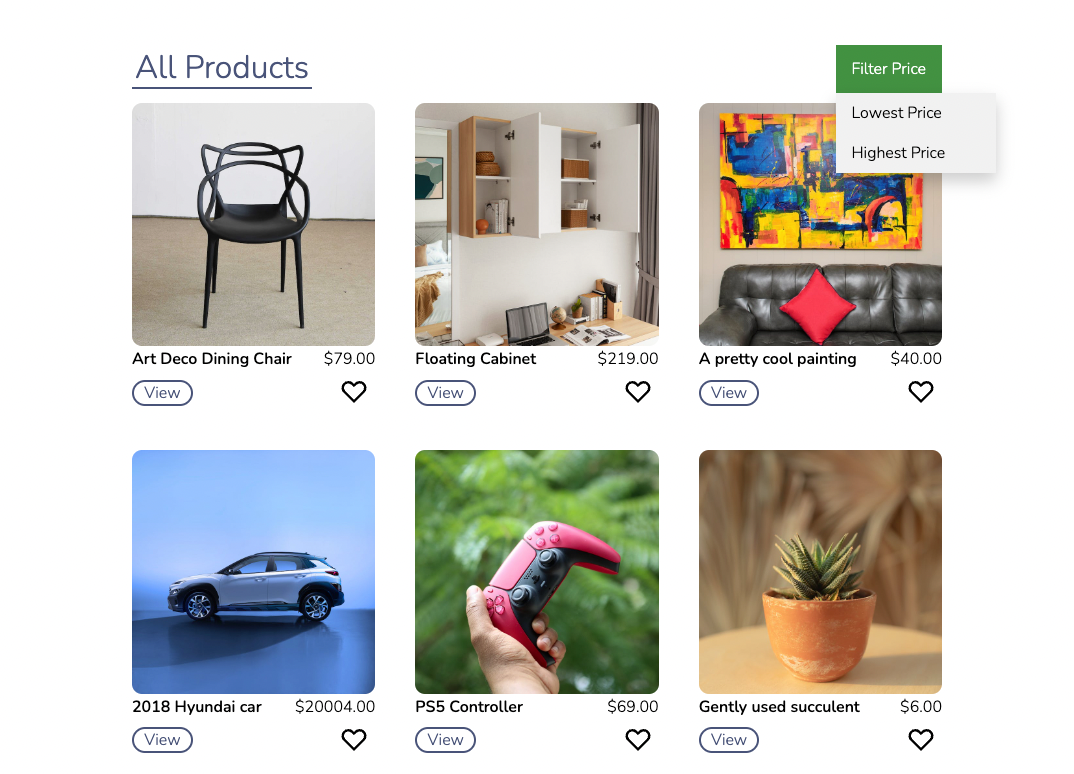 All Products
Filter Price
Lowest Price
Highest Price
Art Deco Dining Chair $79.00
Floating Cabinet $219.00
A pretty cool painting $40.00
View
View
View
2018 Hyundai car $20004.00
PS5 Controller $69.00
Gently used succulent $6.00
View
View
View